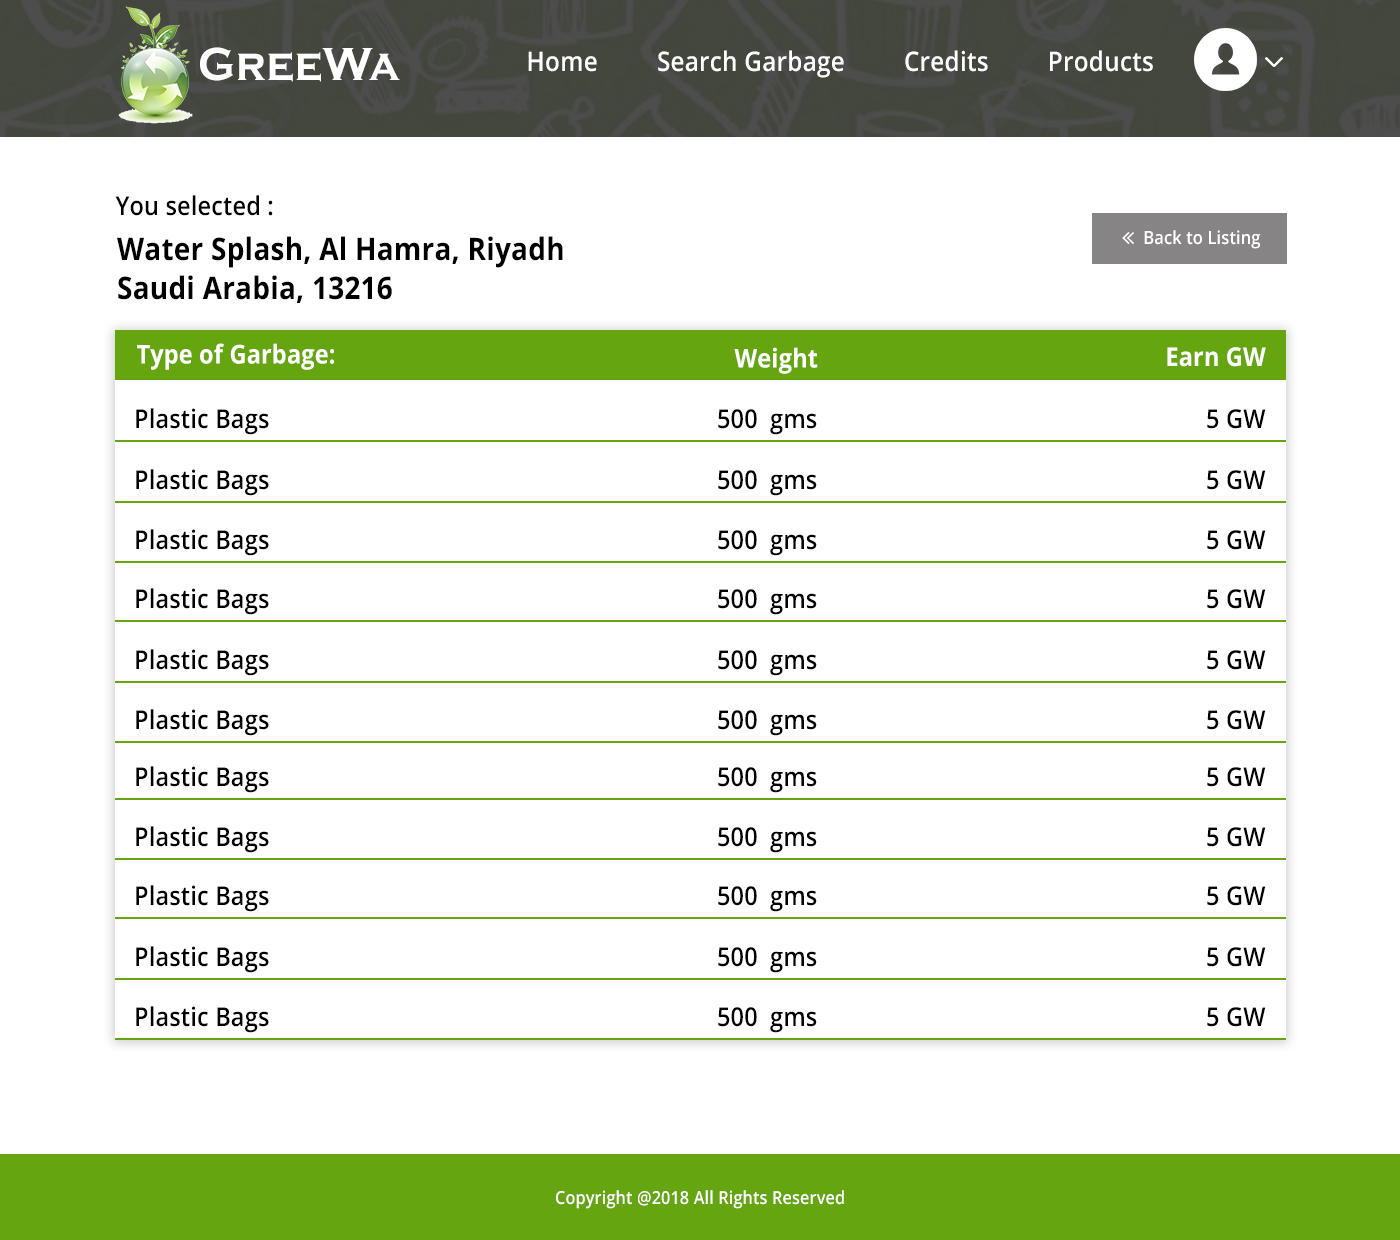 GREEWA
Home Search Garbage Credits Products
You selected :
Water Splash, Al Hamra, Riyadh
Saudi Arabia, 13216
« Back to Listing
Type of Garbage: Weight Earn GW
Plastic Bags 500 gms 5 GW
Plastic Bags 500 gms 5 GW
Plastic Bags 500 gms 5 GW
Plastic Bags 500 gms 5 GW
Plastic Bags 500 gms 5 GW
Plastic Bags 500 gms 5 GW
Plastic Bags 500 gms 5 GW
Plastic Bags 500 gms 5 GW
Plastic Bags 500 gms 5 GW
Plastic Bags 500 gms 5 GW
Plastic Bags 500 gms 5 GW
Copyright @2018 All Rights Reserved